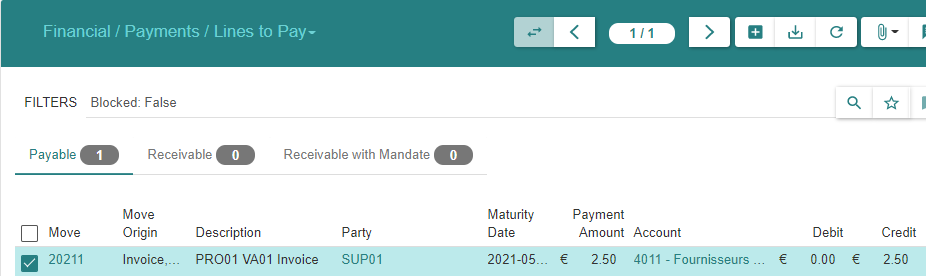 Financial / Payments / Lines to Pay
1 / 1
FILTERS Blocked: False
Payable 1 Receivable 0 Receivable with Mandate 0
Move Move Origin Description Party Maturity Date Payment Amount Account Debit Credit
20211 Invoice,... PRO01 VA01 Invoice SUP01 2021-05... € 2.50 4011 - Fournisseurs ... € 0.00 € 2.50